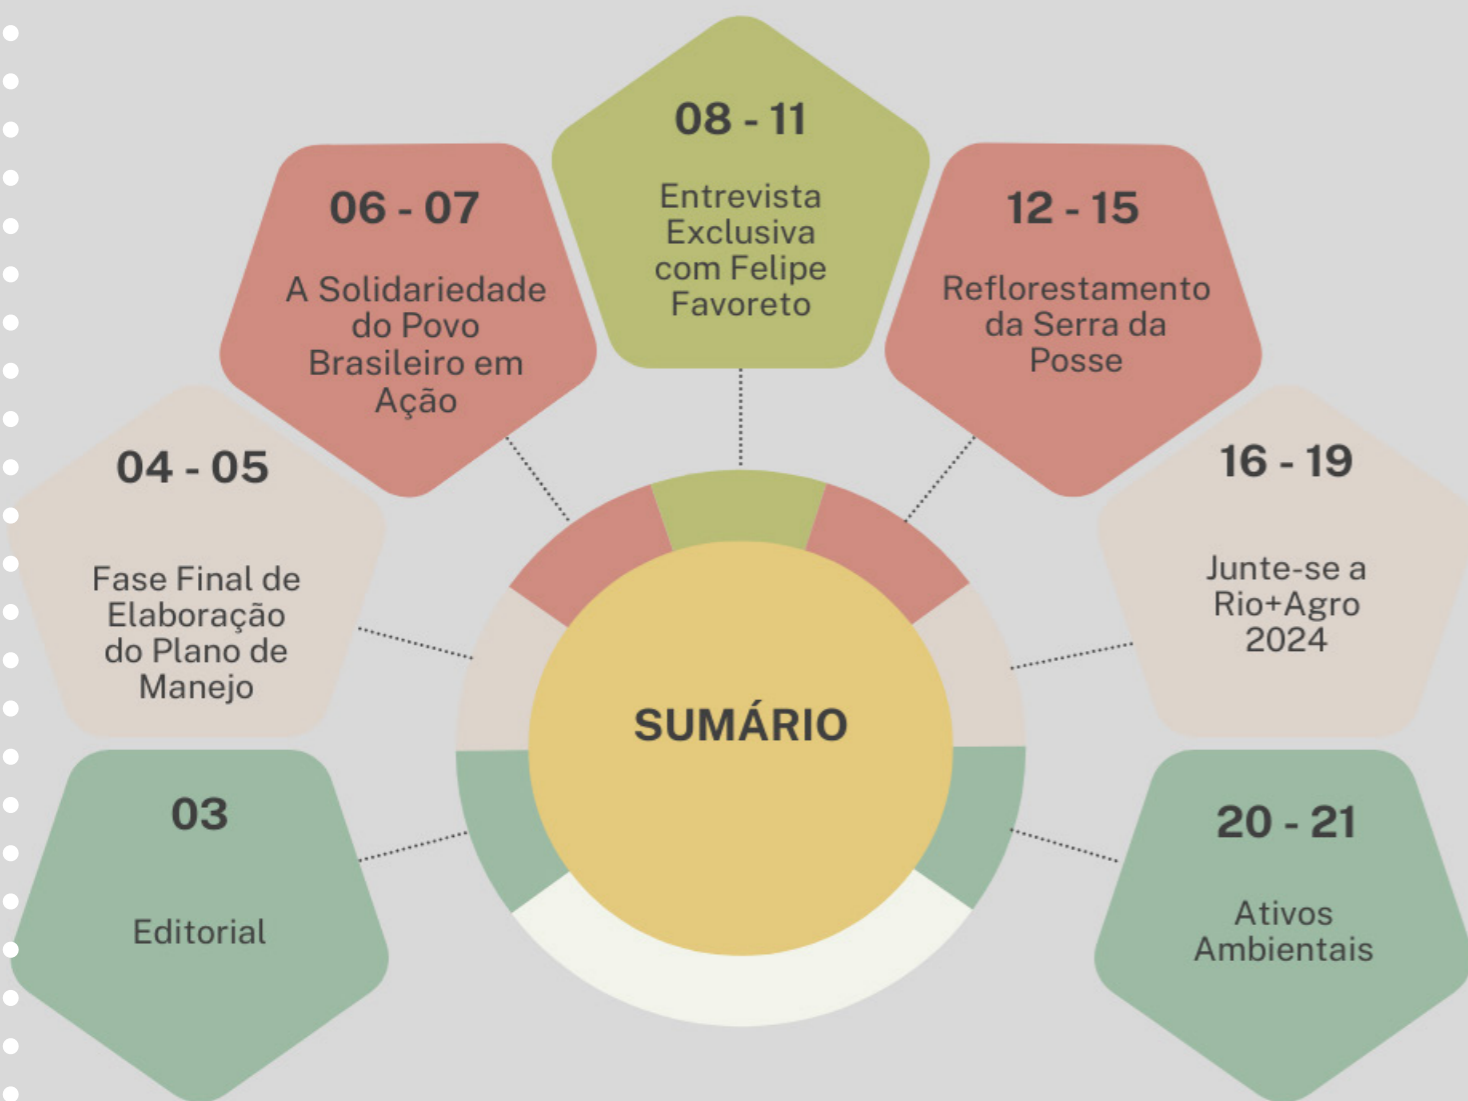 03
Editorial
04 - 05
Fase Final de
Elaboração
do Plano de
Manejo
06 - 07
A Solidariedade
do Povo
Brasileiro em
Ação
08 - 11
Entrevista
Exclusiva
com Felipe
Favoreto
12 - 15
Reflorestamento
da Serra da
Posse
16 - 19
Junte-se a
Rio+Agro
2024
20 - 21
Ativos
Ambientais
SUMÁRIO